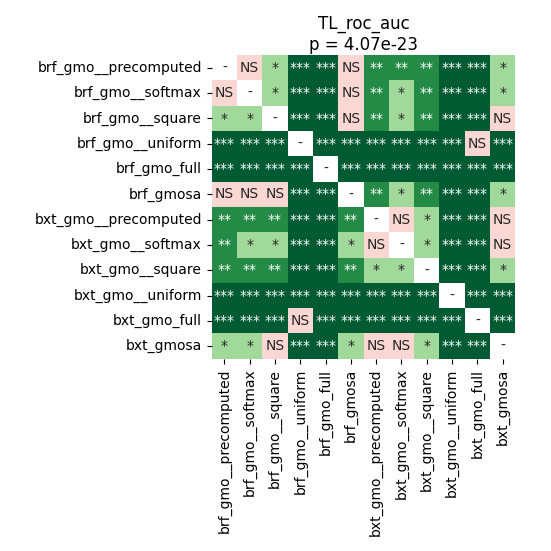 TL_roc_auc
p = 4.07e-23
brf_gmo__precomputed - NS * *** *** NS ** ** ** *** *** *
brf_gmo__softmax NS - * *** *** NS ** * ** *** *** *
brf_gmo__square * * - *** *** NS ** * ** *** *** NS
brf_gmo__uniform *** *** *** - *** *** *** *** *** *** NS ***
brf_gmo_full *** *** *** *** - *** *** *** *** *** *** ***
brf_gmosa NS NS NS *** *** - ** * ** *** *** *
bxt_gmo__precomputed ** ** ** *** *** ** - NS * *** *** NS
bxt_gmo__softmax ** * * *** *** * NS - * *** *** NS
bxt_gmo__square ** ** ** *** *** ** * * - *** *** *
bxt_gmo__uniform *** *** *** *** *** *** *** *** *** - *** ***
bxt_gmo_full *** *** *** NS *** *** *** *** *** *** - ***
bxt_gmosa * * NS *** *** * NS NS * *** *** -
brf_gmo__precomputed
brf_gmo__softmax
brf_gmo__square
brf_gmo__uniform
brf_gmo_full
brf_gmosa
bxt_gmo__precomputed
bxt_gmo__softmax
bxt_gmo__square
bxt_gmo__uniform
bxt_gmo_full
bxt_gmosa